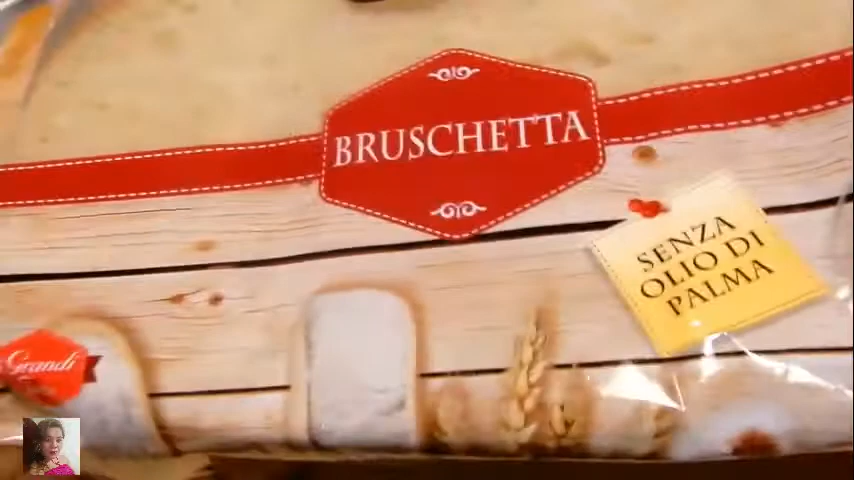 BRUSCHETTA
SENZA
OLIO DI
PALMA
Grandi